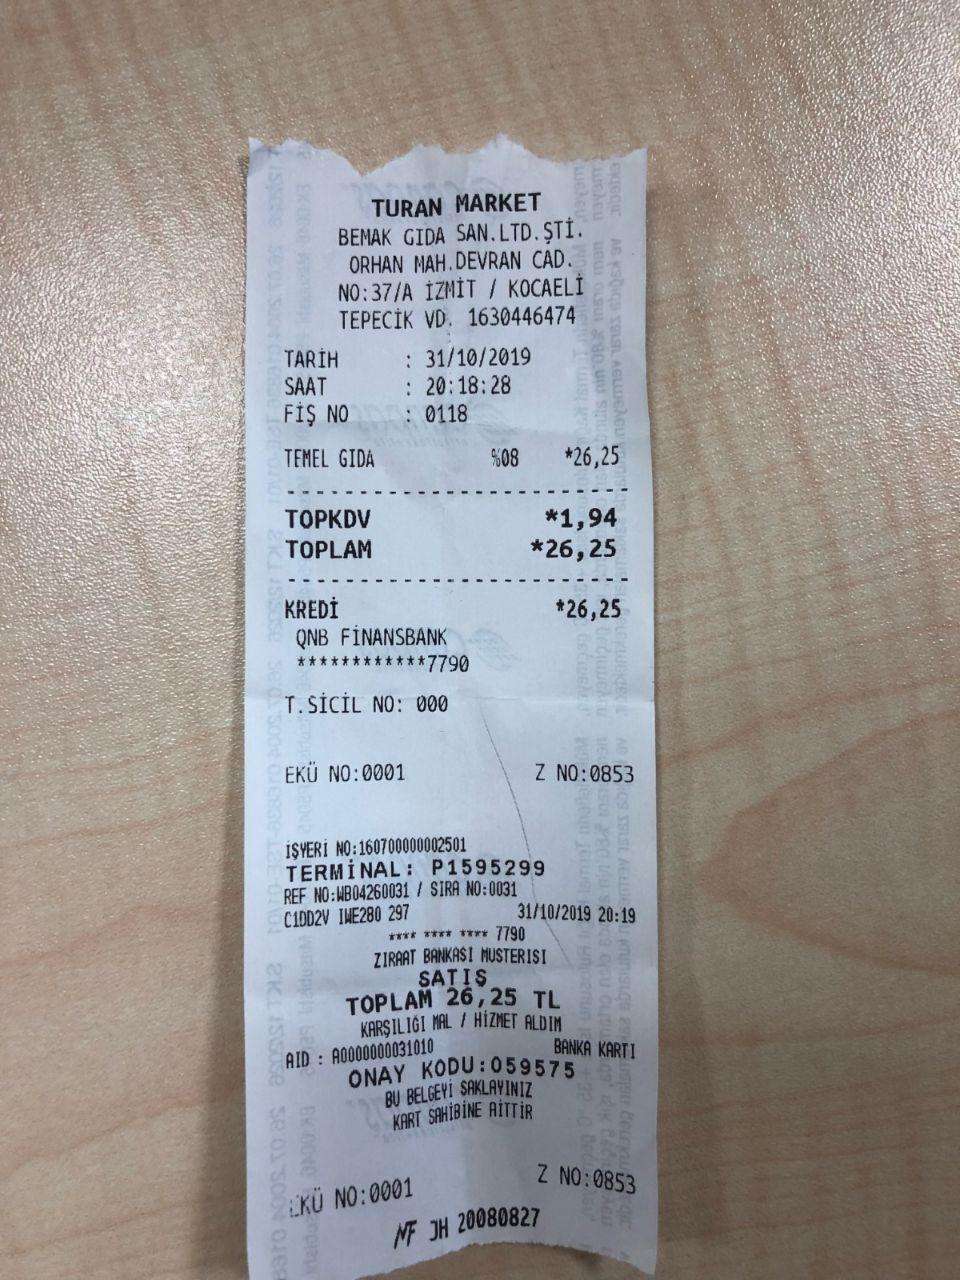 TURAN MARKET
BEMAK GIDA SAN.LTD.ŞTİ.
ORHAN MAH.DEVRAN CAD.
NO:37/A İZMİT / KOCAELİ
TEPECİK VD. 1630446474
TARİH : 31/10/2019
SAAT : 20:18:28
FİŞ NO : 0118
TEMEL GIDA %08 *26,25
TOPKDV *1,94
TOPLAM *26,25
KREDİ *26,25
QNB FİNANSBANK
************7790
T.SİCİL NO: 000
EKÜ NO:0001 Z NO:0853
İŞYERİ NO:160700000002501
TERMİNAL: P1595299
REF NO:WB04260031 / SIRA NO:0031
C1DD2V IWE280 297 31/10/2019 20:19
**** **** **** 7790
ZIRAAT BANKASI MUSTERISI
SATIŞ
TOPLAM 26,25 TL
KARŞILIĞI MAL / HİZMET ALDIM
AID : A0000000031010 BANKA KARTI
ONAY KODU:059575
BU BELGEYİ SAKLAYINIZ
KART SAHİBİNE AİTTİR
EKÜ NO:0001 Z NO:0853
MF JH 20080827